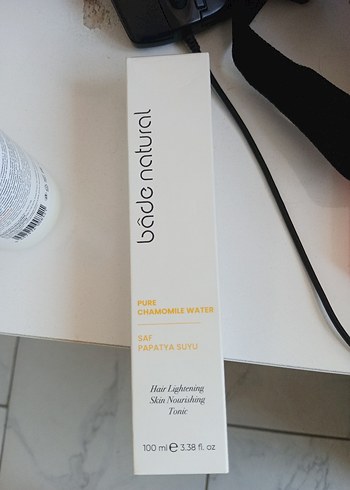 bâde natural
PURE
CHAMOMILE WATER
SAF
PAPATYA SUYU
Hair Lightening
Skin Nourishing
Tonic
100 ml ℮ 3.38 fl. oz